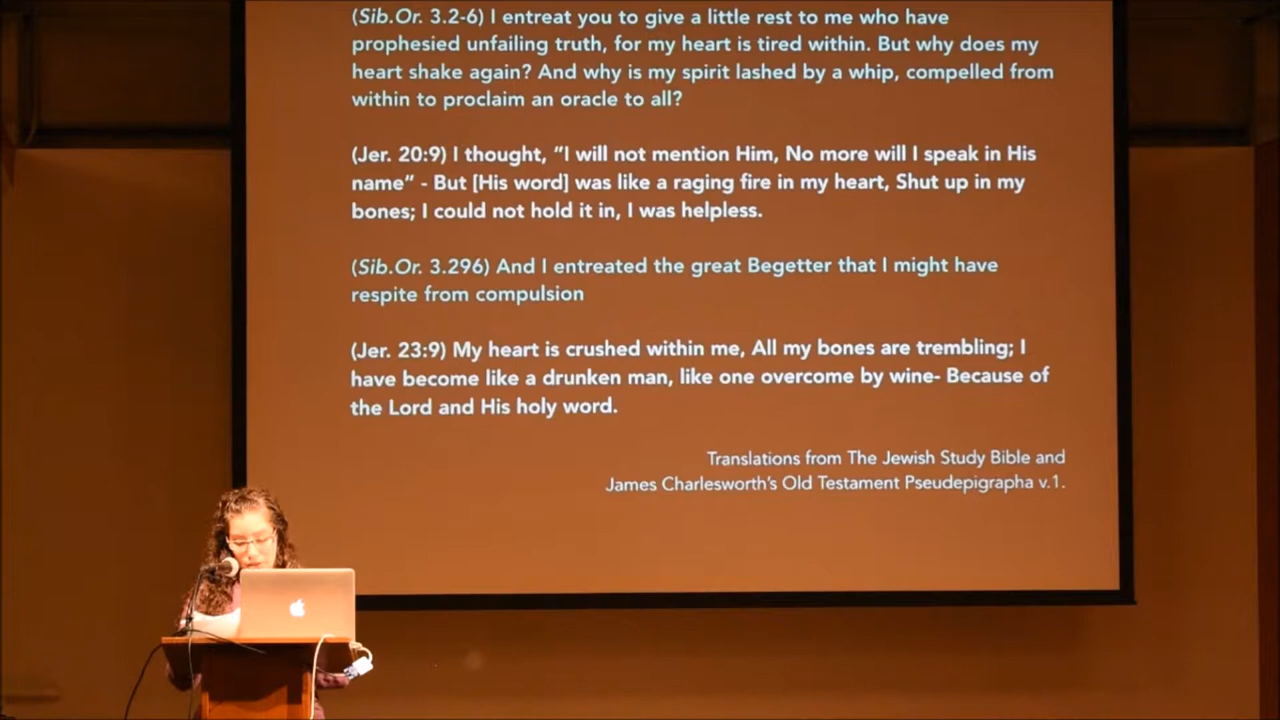 (Sib.Or. 3.2-6) I entreat you to give a little rest to me who have
prophesied unfailing truth, for my heart is tired within. But why does my
heart shake again? And why is my spirit lashed by a whip, compelled from
within to proclaim an oracle to all?
(Jer. 20:9) I thought, “I will not mention Him, No more will I speak in His
name” - But [His word] was like a raging fire in my heart, Shut up in my
bones; I could not hold it in, I was helpless.
(Sib.Or. 3.296) And I entreated the great Begetter that I might have
respite from compulsion
(Jer. 23:9) My heart is crushed within me, All my bones are trembling; I
have become like a drunken man, like one overcome by wine- Because of
the Lord and His holy word.
Translations from The Jewish Study Bible and
James Charlesworth’s Old Testament Pseudepigrapha v.1.